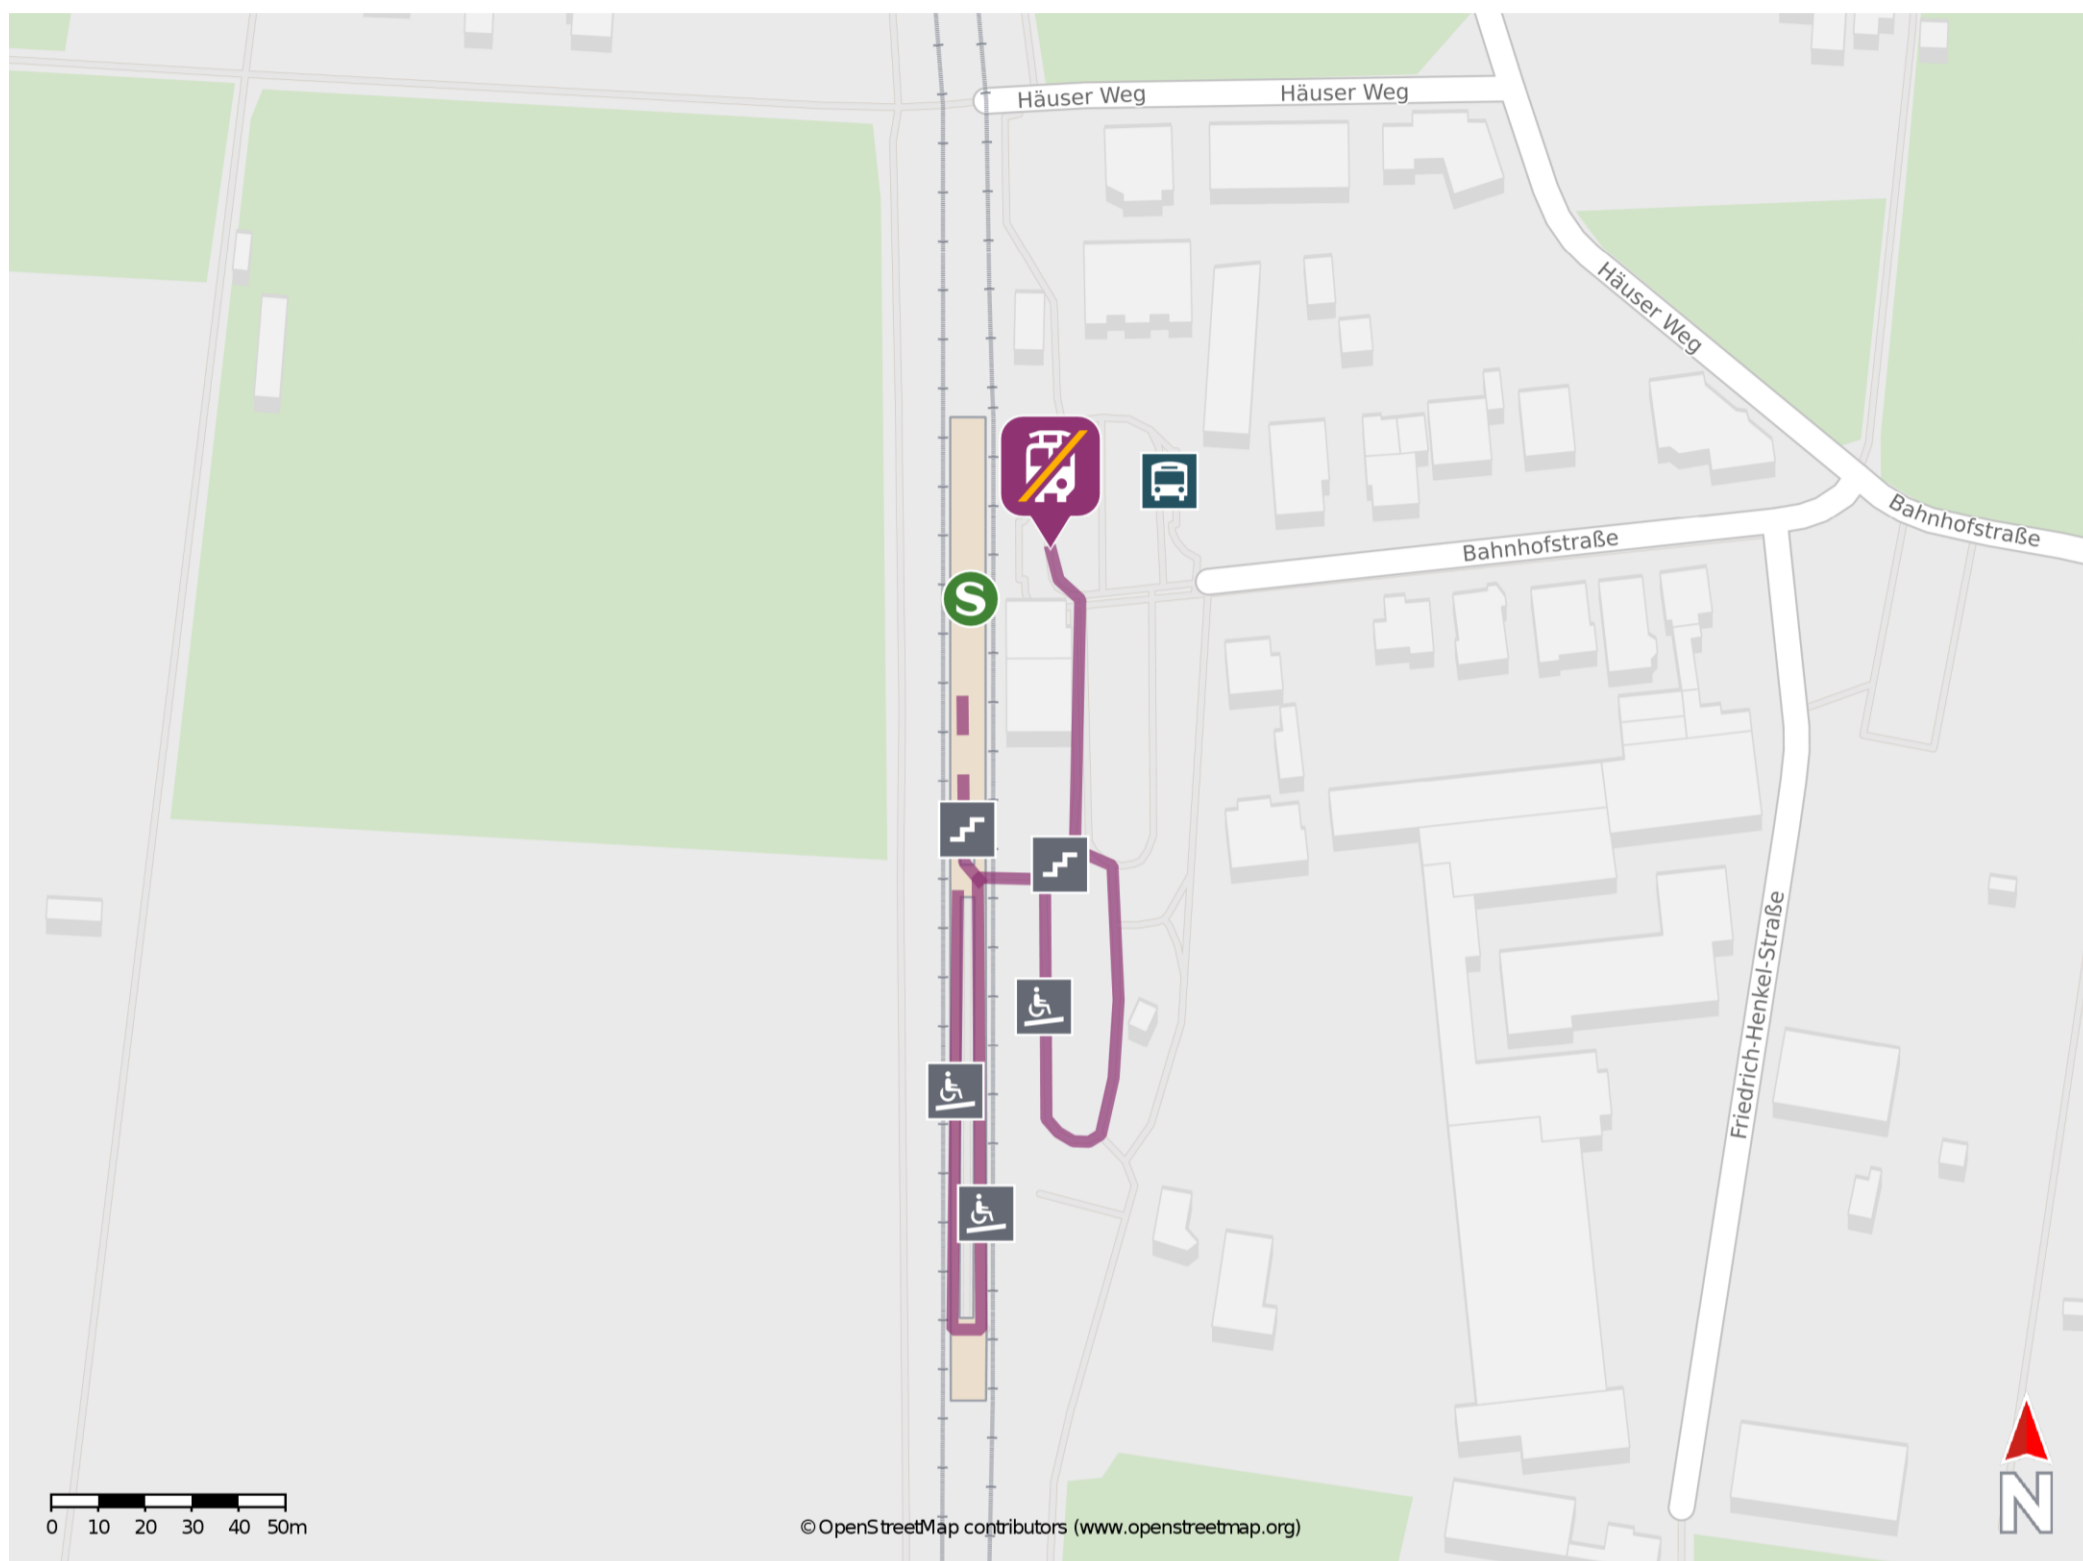 Häuser Weg
Häuser Weg
Häuser Weg
Bahnhofstraße
Bahnhofstraße
S
Friedrich-Henkel-Straße
0 10 20 30 40 50m
© OpenStreetMap contributors (www.openstreetmap.org)
N